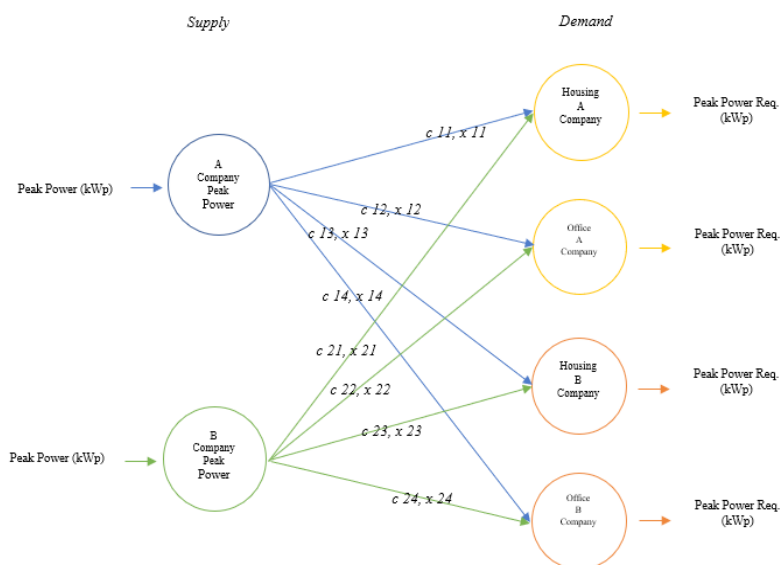 Supply
Demand
Housing
A
Company
Peak Power Req.
(kWp)
c 11, x 11
A
Company
Peak
Power
Peak Power (kWp)
c 12, x 12
c 13, x 13
Office
A
Company
Peak Power Req.
(kWp)
c 14, x 14
c 21, x 21
Housing
B
Company
Peak Power Req.
(kWp)
c 22, x 22
c 23, x 23
B
Company
Peak
Power
Peak Power (kWp)
c 24, x 24
Office
B
Company
Peak Power Req.
(kWp)